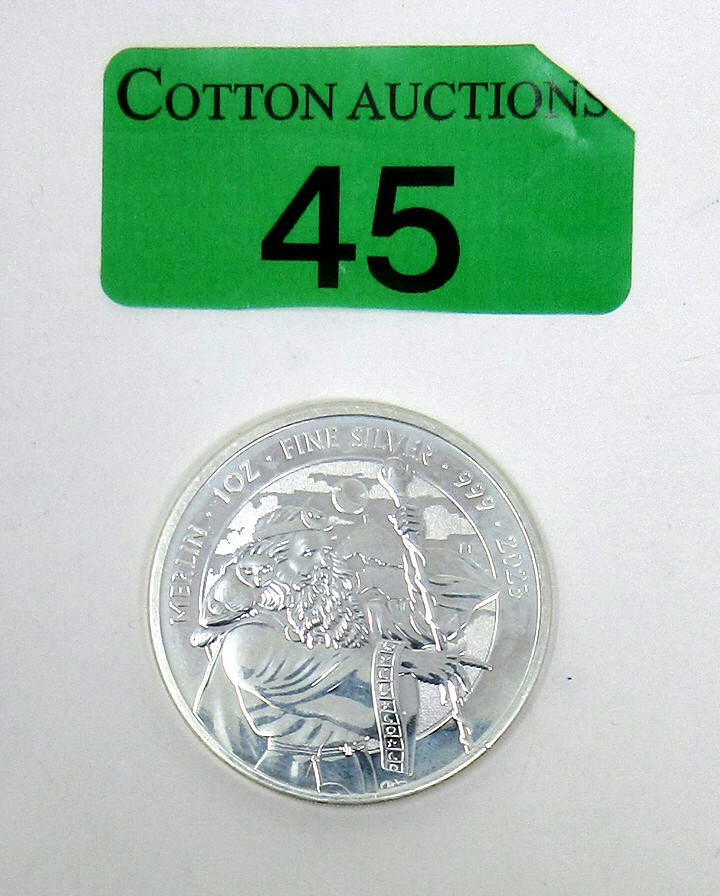 COTTON AUCTIONS
45
MERLIN · 1OZ · FINE SILVER · 999 · 2023